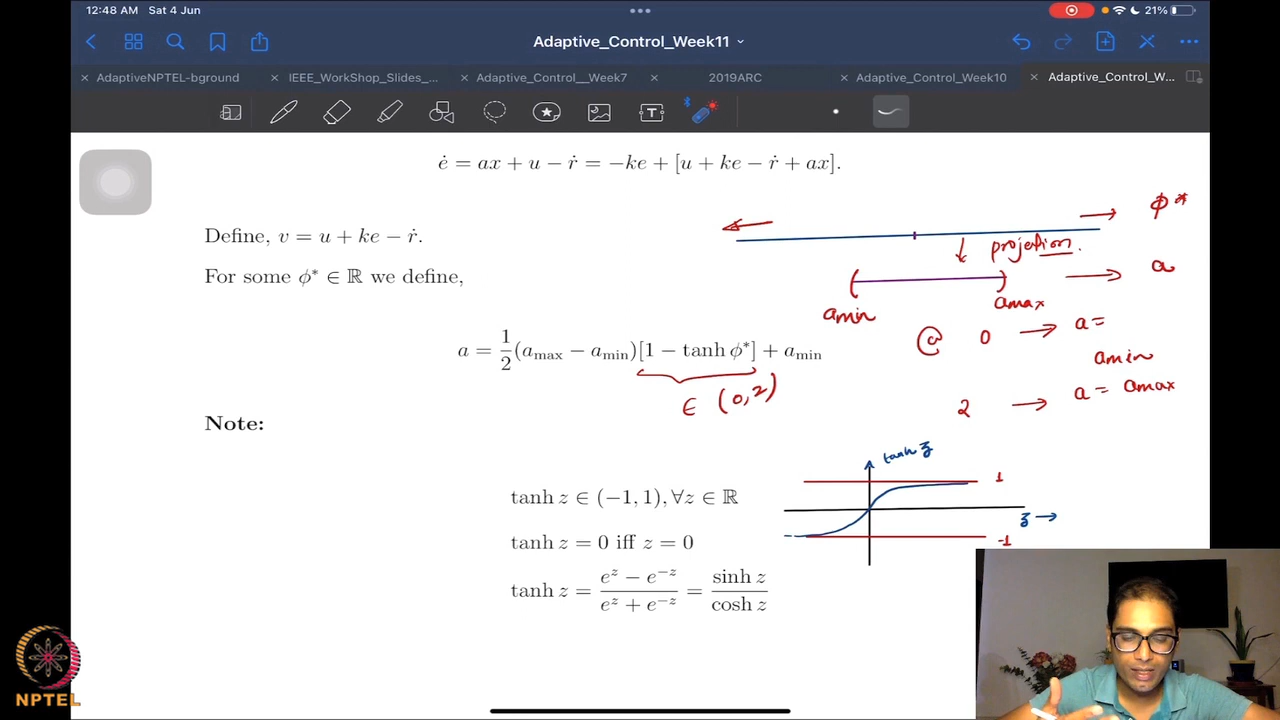 12:48 AM Sat 4 Jun
21%
Adaptive_Control_Week11
AdaptiveNPTEL-bground
IEEE_WorkShop_Slides_...
Adaptive_Control__Week7
2019ARC
Adaptive_Control_Week10
Adaptive_Control_W...
ė = ax + u − ṙ = −ke + [u + ke − ṙ + ax].
ϕ*
Define, v = u + ke − ṙ.
projection.
For some ϕ* ∈ ℝ we define,
a
amin
amax
@ 0 → a =
amin
a = 1/2(a_max − a_min)[1 − tanh ϕ*] + a_min
∈ (0,2)
2 → a = amax
Note:
tanh z
1
tanh z ∈ (−1, 1), ∀z ∈ ℝ
z →
-1
tanh z = 0 iff z = 0
tanh z = (e^z − e^−z)/(e^z + e^−z) = sinh z/cosh z
NPTEL